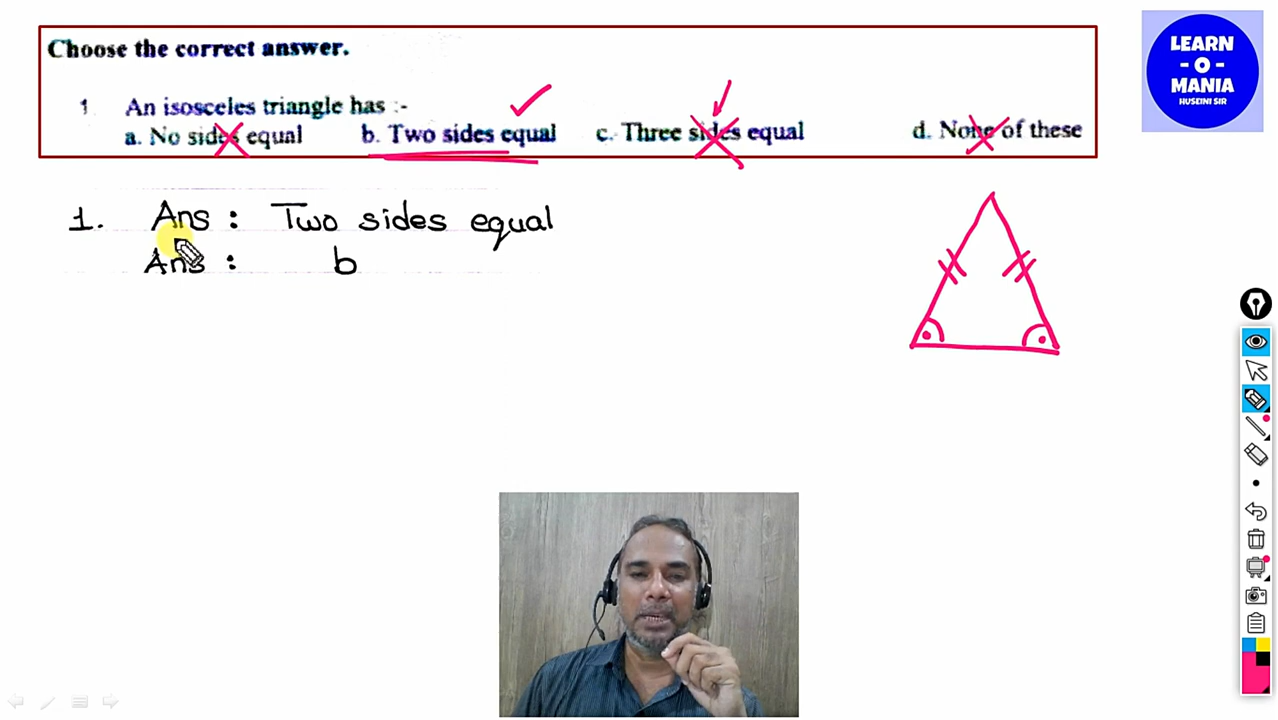 Choose the correct answer.
1. An isosceles triangle has :-
a. No sides equal b. Two sides equal c. Three sides equal d. None of these
LEARN
- O -
MANIA
HUSEINI SIR
1. Ans : Two sides equal
Ans : b